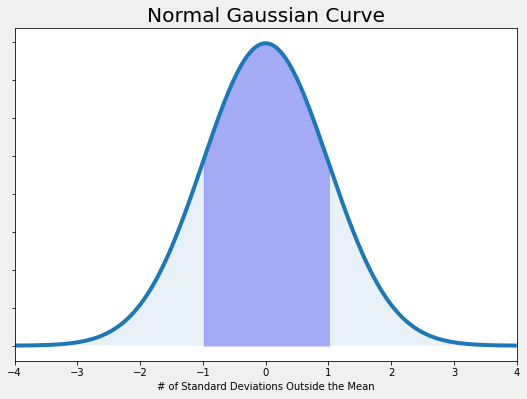 Normal Gaussian Curve
−4 −3 −2 −1 0 1 2 3 4
# of Standard Deviations Outside the Mean